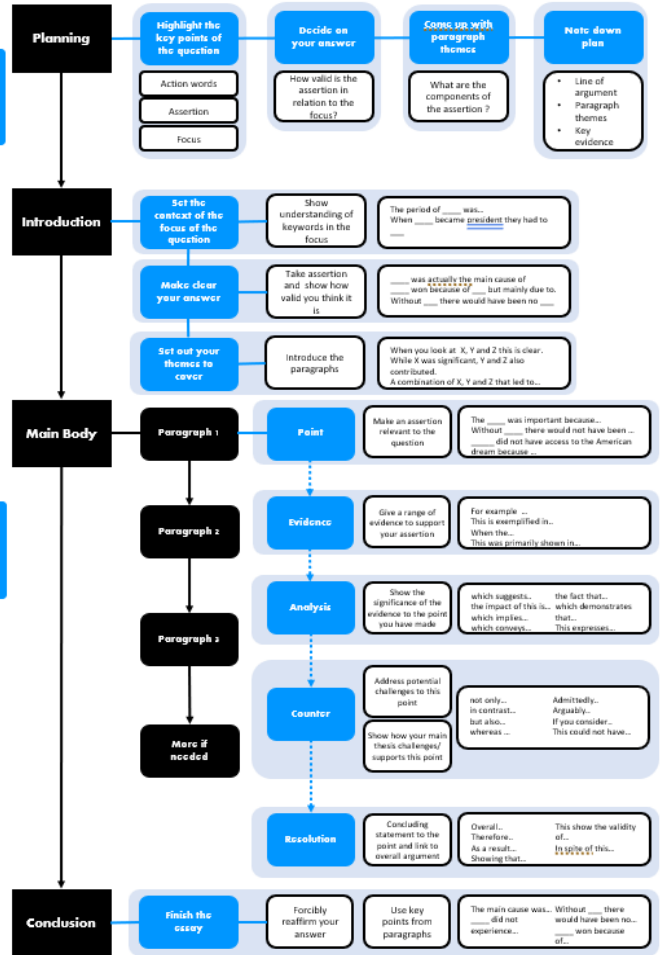 Planning
Highlight the
key points of
the question
Action words
Assertion
Focus
Decide on
your answer
How valid is the
assertion in
relation to the
focus?
Come up with
paragraph
themes
What are the
components of
the assertion ?
Note down
plan
• Line of
argument
• Paragraph
themes
• Key
evidence
Introduction
Set the
context of the
focus of the
question
Show
understanding of
keywords in the
focus
The period of ____ was...
When ____ became president they had to
___
Make clear
your answer
Take assertion
and show how
valid you think it
is
____ was actually the main cause of
____ won because of ___ but mainly due to.
Without ___ there would have been no ___
Set out your
themes to
cover
Introduce the
paragraphs
When you look at X, Y and Z this is clear.
While X was significant, Y and Z also
contributed.
A combination of X, Y and Z that led to...
Main Body
Paragraph 1
Point
Make an assertion
relevant to the
question
The ____ was important because...
Without ____ there would not have been ...
_____ did not have access to the American
dream because ...
Paragraph 2
Evidence
Give a range of
evidence to support
your assertion
For example ...
This is exemplified in..
When the...
This was primarily shown in...
Paragraph 3
Analysis
Show the
significance of the
evidence to the point
you have made
which suggests.. the fact that...
the impact of this is... which demonstrates
which implies... that...
which conveys... This expresses...
More if
needed
Counter
Address potential
challenges to this
point
Show how your main
thesis challenges/
supports this point
not only... Admittedly..
in contrast... Arguably..
but also... If you consider..
whereas ... This could not have...
Resolution
Concluding
statement to the
point and link to
overall argument
Overall... This show the validity
Therefore.. of...
As a result... In spite of this...
Showing that...
Conclusion
Finish the
essay
Forcibly
reaffirm your
answer
Use key
points from
paragraphs
The main cause was... Without ___ there
____ did not would have been no...
experience... ____ won because
of...